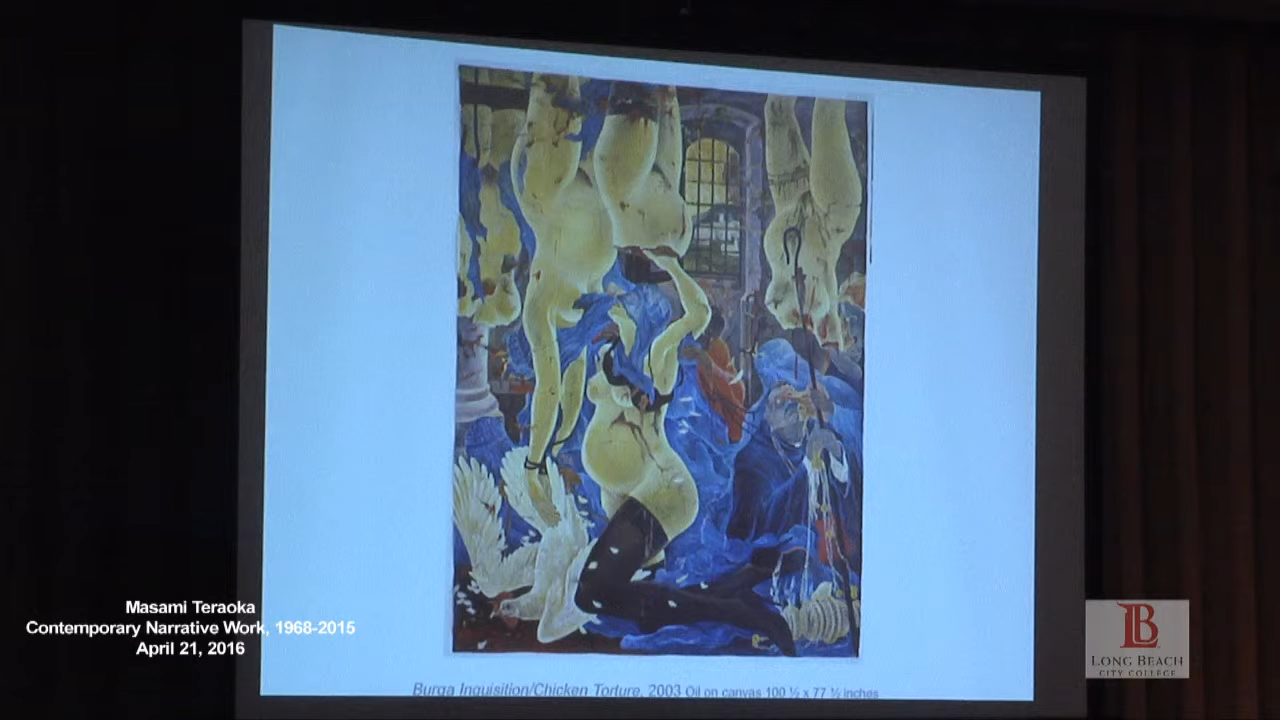 Burqa Inquisition/Chicken Torture, 2003 Oil on canvas 100 ½ x 77 ½ inches
Masami Teraoka
Contemporary Narrative Work, 1968-2015
April 21, 2016
LB
LONG BEACH
CITY COLLEGE